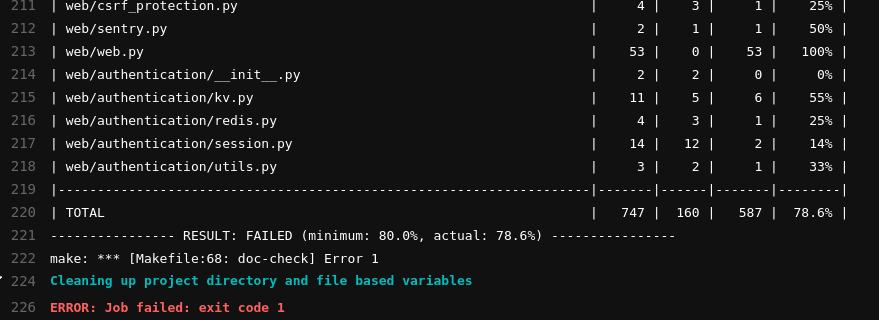 211 | web/csrf_protection.py | 4 | 3 | 1 | 25% |
212 | web/sentry.py | 2 | 1 | 1 | 50% |
213 | web/web.py | 53 | 0 | 53 | 100% |
214 | web/authentication/__init__.py | 2 | 2 | 0 | 0% |
215 | web/authentication/kv.py | 11 | 5 | 6 | 55% |
216 | web/authentication/redis.py | 4 | 3 | 1 | 25% |
217 | web/authentication/session.py | 14 | 12 | 2 | 14% |
218 | web/authentication/utils.py | 3 | 2 | 1 | 33% |
219 |--------------------------------------------------------------------|-------|------|-------|--------|
220 | TOTAL | 747 | 160 | 587 | 78.6% |
221 ---------------- RESULT: FAILED (minimum: 80.0%, actual: 78.6%) ----------------
222 make: *** [Makefile:68: doc-check] Error 1
224 Cleaning up project directory and file based variables
226 ERROR: Job failed: exit code 1